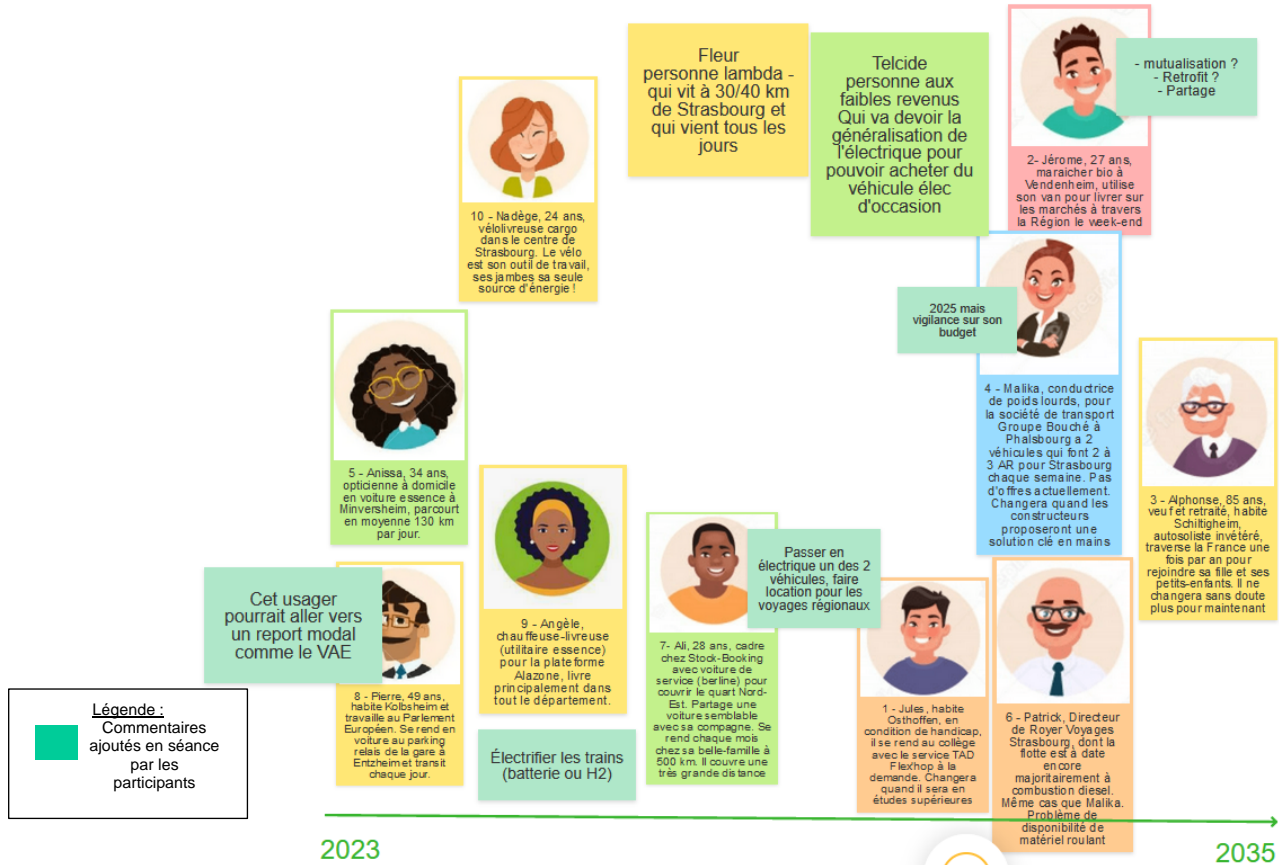 Fleur
personne lambda -
qui vit à 30/40 km
de Strasbourg et
qui vient tous les
jours
Telcide
personne aux
faibles revenus
Qui va devoir la
généralisation de
l'électrique pour
pouvoir acheter du
véhicule élec
d'occasion
- mutualisation ?
- Retrofit ?
- Partage
2- Jérome, 27 ans,
maraicher bio à
Vendenheim, utilise
son van pour livrer sur
les marchés à travers
la Région le week-end
10 - Nadège, 24 ans,
vélolivreuse cargo
dans le centre de
Strasbourg. Le vélo
est son outil de travail,
ses jambes sa seule
source d'énergie !
2025 mais
vigilance sur son
budget
4 - Malika, conductrice
de poids lourds, pour
la société de transport
Groupe Bouché à
Phalsbourg a 2
véhicules qui font 2 à
3 AR pour Strasbourg
chaque semaine. Pas
d'offres actuellement.
Changera quand les
constructeurs
proposeront une
solution clé en mains
5 - Anissa, 34 ans,
opticienne à domicile
en voiture essence à
Minversheim, parcourt
en moyenne 130 km
par jour.
3 - Alphonse, 85 ans,
veuf et retraité, habite
Schiltigheim,
autosoliste invétéré,
traverse la France une
fois par an pour
rejoindre sa fille et ses
petits-enfants. Il ne
changera sans doute
plus pour maintenant
Cet usager
pourrait aller vers
un report modal
comme le VAE
8 - Pierre, 49 ans,
habite Kolbsheim et
travaille au Parlement
Européen. Se rend en
voiture au parking
relais de la gare à
Entzheim et transit
chaque jour.
9 - Angèle,
chauffeuse-livreuse
(utilitaire essence)
pour la plateforme
Alazone, livre
principalement dans
tout le département.
Électrifier les trains
(batterie ou H2)
Passer en
électrique un des 2
véhicules, faire
location pour les
voyages régionaux
7- Ali, 28 ans, cadre
chez Stock-Booking
avec voiture de
service (berline) pour
couvrir le quart Nord-
Est. Partage une
voiture semblable
avec sa compagne. Se
rend chaque mois
chez sa belle-famille à
500 km. Il couvre une
très grande distance
1 - Jules, habite
Osthoffen, en
condition de handicap,
il se rend au collège
avec le service TAD
Flex'hop à la
demande. Changera
quand il sera en
études supérieures
6 - Patrick, Directeur
de Royer Voyages
Strasbourg, dont la
flotte est à date
encore
majoritairement à
combustion diesel.
Même cas que Malika.
Problème de
disponibilité de
matériel roulant
Légende :
Commentaires
ajoutés en séance
par les
participants
2023
2035